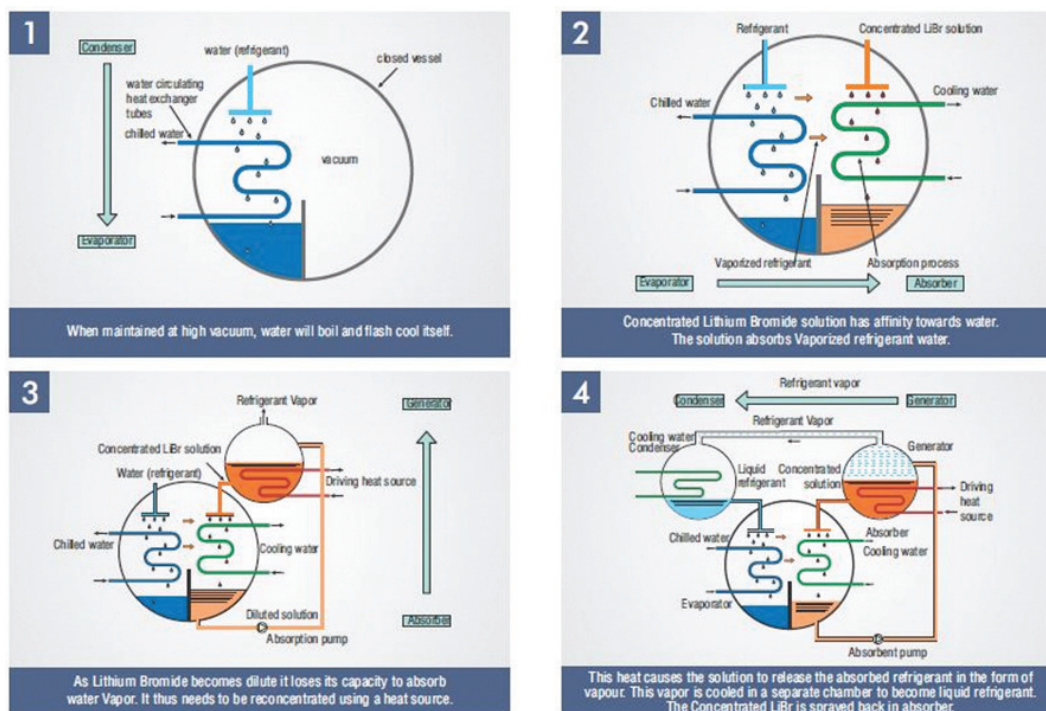 1
Condenser
water (refrigerant)
closed vessel
water circulating
heat exchanger
tubes
chilled water
vacuum
Evaporator
When maintained at high vacuum, water will boil and flash cool itself.
2
Refrigerant
Concentrated LiBr solution
Chilled water
Cooling water
Vaporized refrigerant
Absorption process
Evaporator
Absorber
Concentrated Lithium Bromide solution has affinity towards water.
The solution absorbs Vaporized refrigerant water.
3
Refrigerant Vapor
Generator
Concentrated LiBr solution
Water (refrigerant)
Driving heat source
Chilled water
Cooling water
Diluted solution
Absorption pump
Absorber
As Lithium Bromide becomes dilute it loses its capacity to absorb
water Vapor. It thus needs to be reconcentrated using a heat source.
4
Refrigerant vapor
Condenser
Generator
Refrigerant Vapor
Cooling water
Condenser
Generator
Liquid
refrigerant
Concentrated
solution
Driving
heat
source
Chilled water
Absorber
Cooling water
Evaporator
Absorbent pump
This heat causes the solution to release the absorbed refrigerant in the form of
vapour. This vapor is cooled in a separate chamber to become liquid refrigerant.
The Concentrated LiBr is sprayed back in absorber.